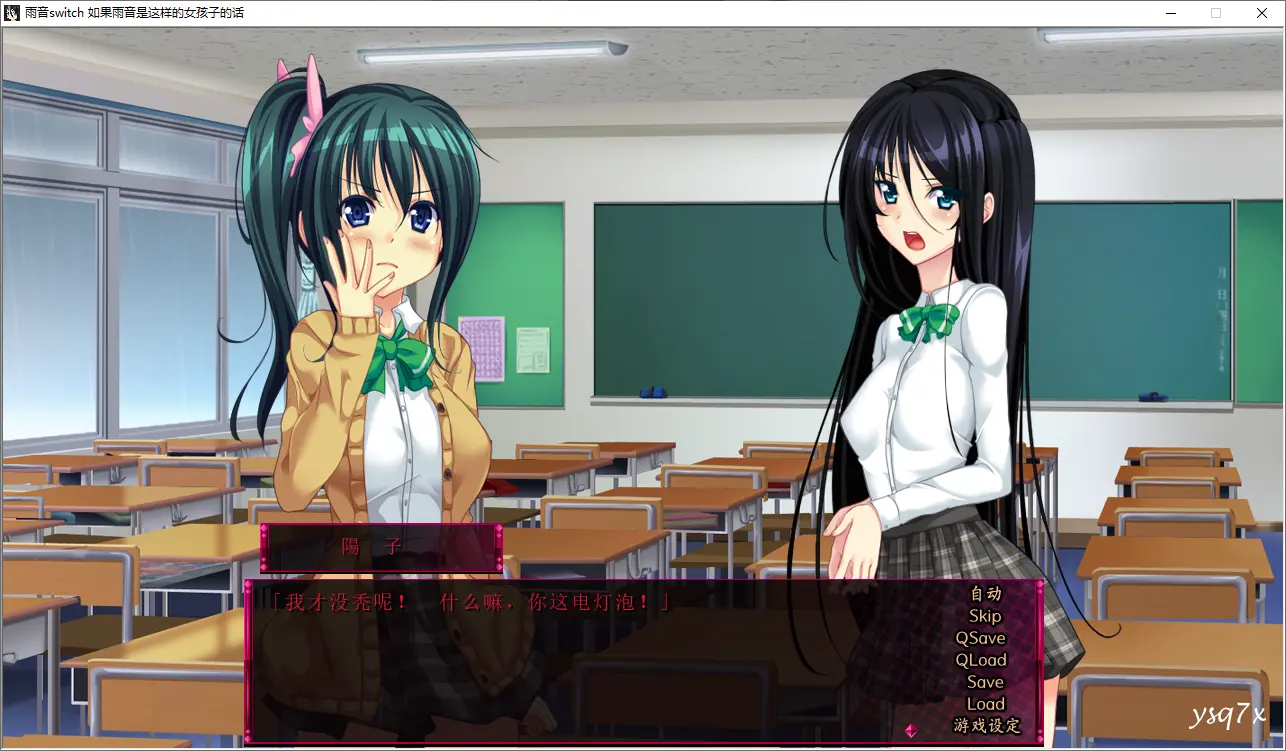 雨音switch 如果雨音是这样的女孩子的话
陽 子
「我才没秃呢! 什么嘛，你这电灯泡! 」
自动
Skip
QSave
QLoad
Save
Load
游戏设定
ysq7x